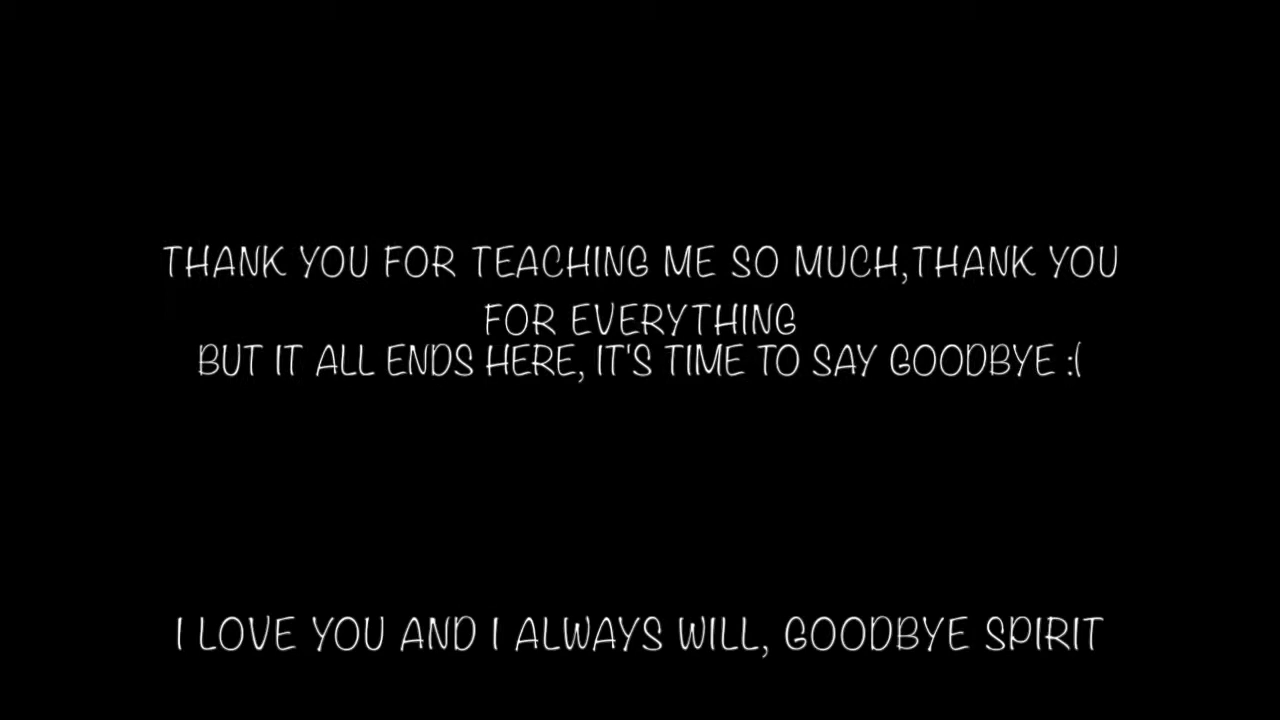 THANK YOU FOR TEACHING ME SO MUCH,THANK YOU
FOR EVERYTHING
BUT IT ALL ENDS HERE, IT'S TIME TO SAY GOODBYE :(
I LOVE YOU AND I ALWAYS WILL, GOODBYE SPIRIT